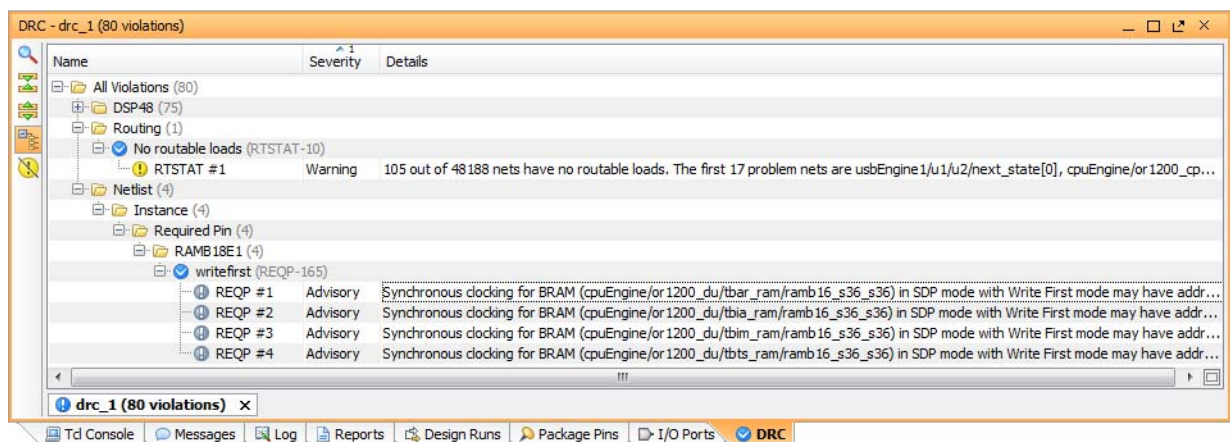 DRC - drc_1 (80 violations)
Name 1 Severity Details
All Violations (80)
DSP48 (75)
Routing (1)
No routable loads (RTSTAT-10)
RTSTAT #1 Warning 105 out of 48188 nets have no routable loads. The first 17 problem nets are usbEngine1/u1/u2/next_state[0], cpuEngine/or1200_cp...
Netlist (4)
Instance (4)
Required Pin (4)
RAMB18E1 (4)
writefirst (REQP-165)
REQP #1 Advisory Synchronous clocking for BRAM (cpuEngine/or1200_du/tbar_ram/ramb16_s36_s36) in SDP mode with Write First mode may have addr...
REQP #2 Advisory Synchronous clocking for BRAM (cpuEngine/or1200_du/tbia_ram/ramb16_s36_s36) in SDP mode with Write First mode may have addr...
REQP #3 Advisory Synchronous clocking for BRAM (cpuEngine/or1200_du/tbim_ram/ramb16_s36_s36) in SDP mode with Write First mode may have addr...
REQP #4 Advisory Synchronous clocking for BRAM (cpuEngine/or1200_du/tbts_ram/ramb16_s36_s36) in SDP mode with Write First mode may have addr...
drc_1 (80 violations)
Tcl Console Messages Log Reports Design Runs Package Pins I/O Ports DRC